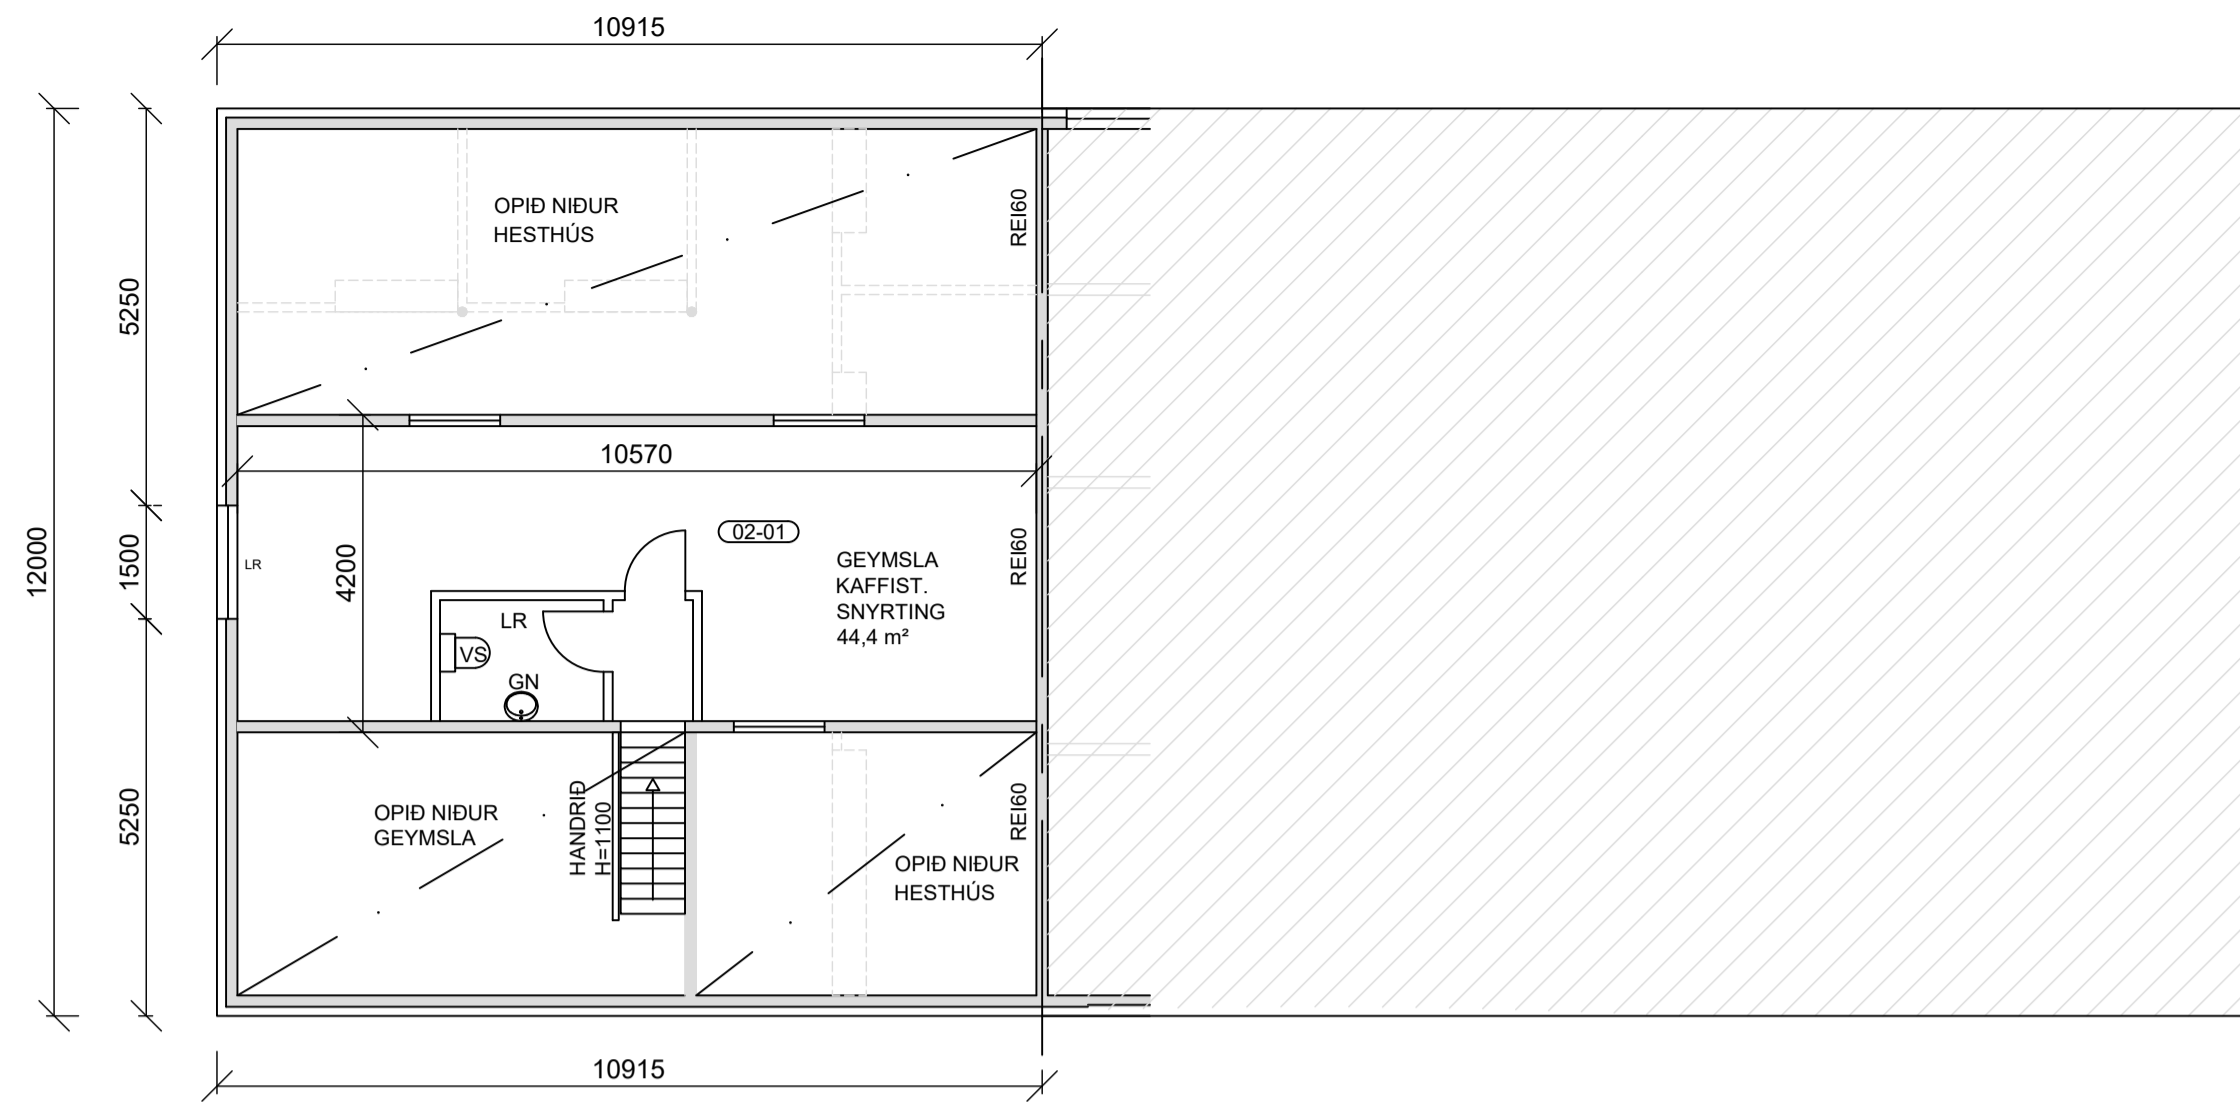 10915
OPIÐ NIÐUR
HESTHÚS
REI60
5250
10570
12000
1500
LR
4200
02-01
GEYMSLA
KAFFIST.
SNYRTING
44,4 m²
REI60
LR
VS
GN
5250
OPIÐ NIÐUR
GEYMSLA
HANDRIÐ
H=1100
REI60
OPIÐ NIÐUR
HESTHÚS
10915